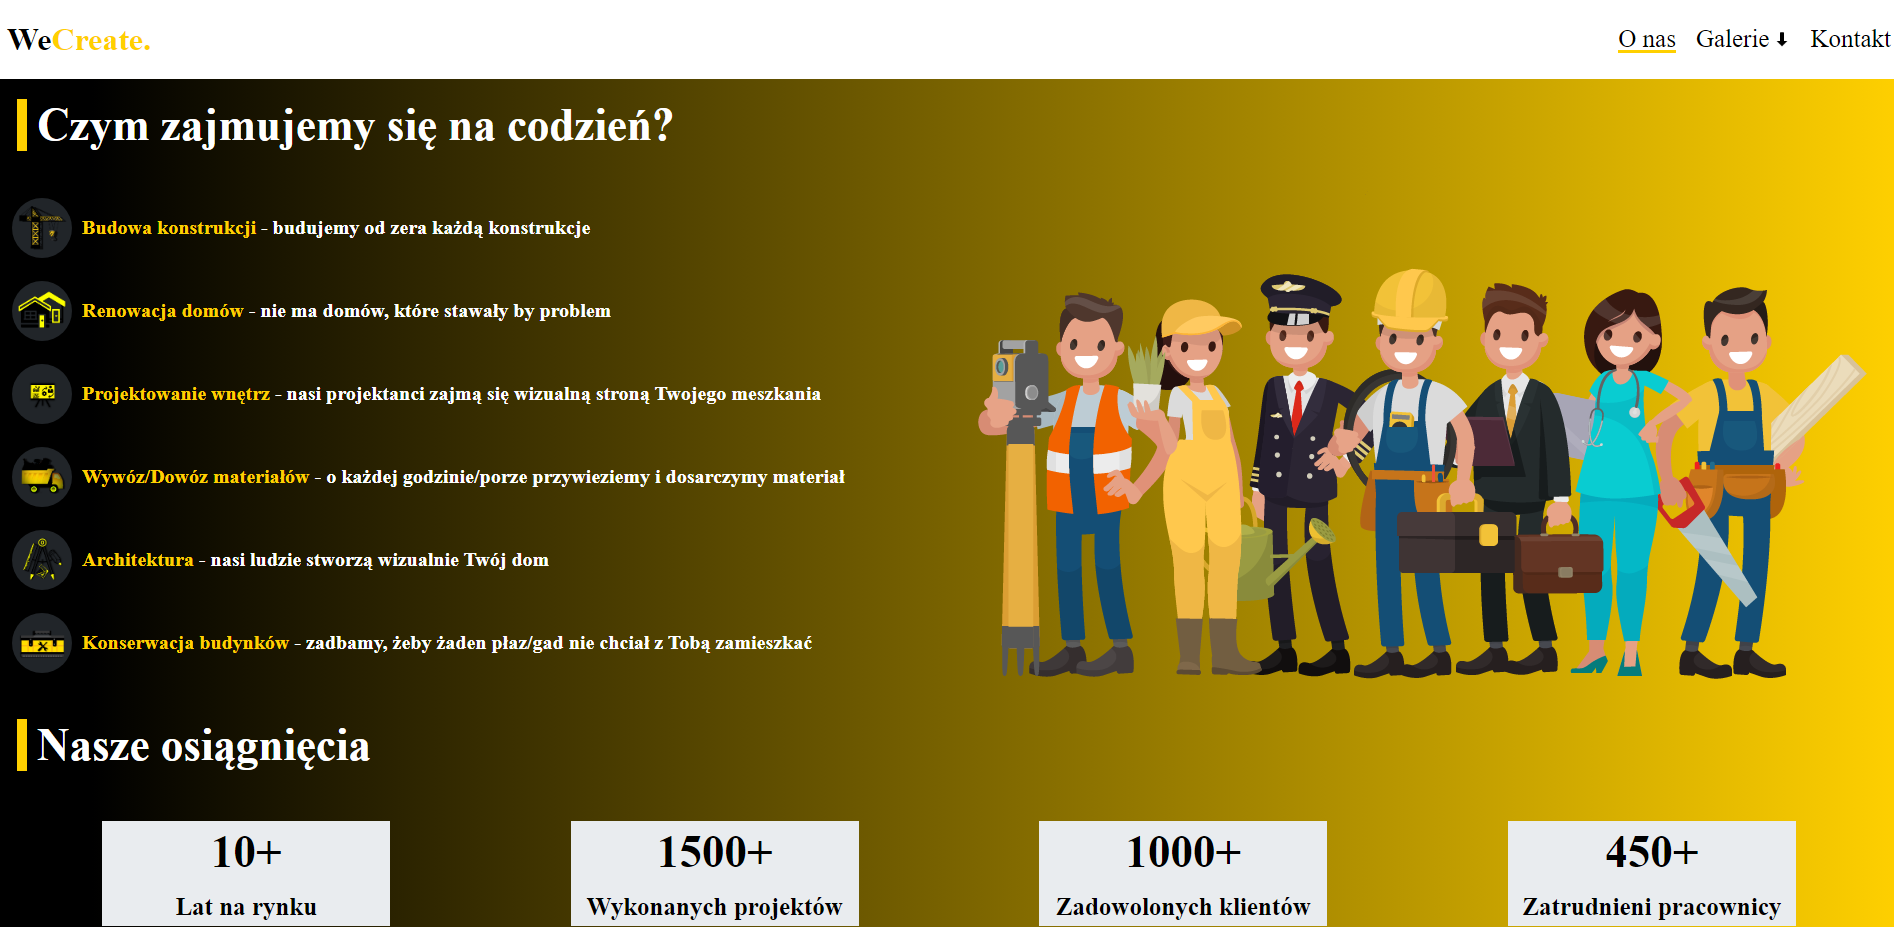 WeCreate.
O nas Galerie ⬇ Kontakt
Czym zajmujemy się na codzień?
Budowa konstrukcji - budujemy od zera każdą konstrukcje
Renowacja domów - nie ma domów, które stawały by problem
Projektowanie wnętrz - nasi projektanci zajmą się wizualną stroną Twojego meszkania
Wywóz/Dowóz materiałów - o każdej godzinie/porze przywieziemy i dosarczymy materiał
Architektura - nasi ludzie stworzą wizualnie Twój dom
Konserwacja budynków - zadbamy, żeby żaden płaz/gad nie chciał z Tobą zamieszkać
Nasze osiągnięcia
10+
Lat na rynku
1500+
Wykonanych projektów
1000+
Zadowolonych klientów
450+
Zatrudnieni pracownicy